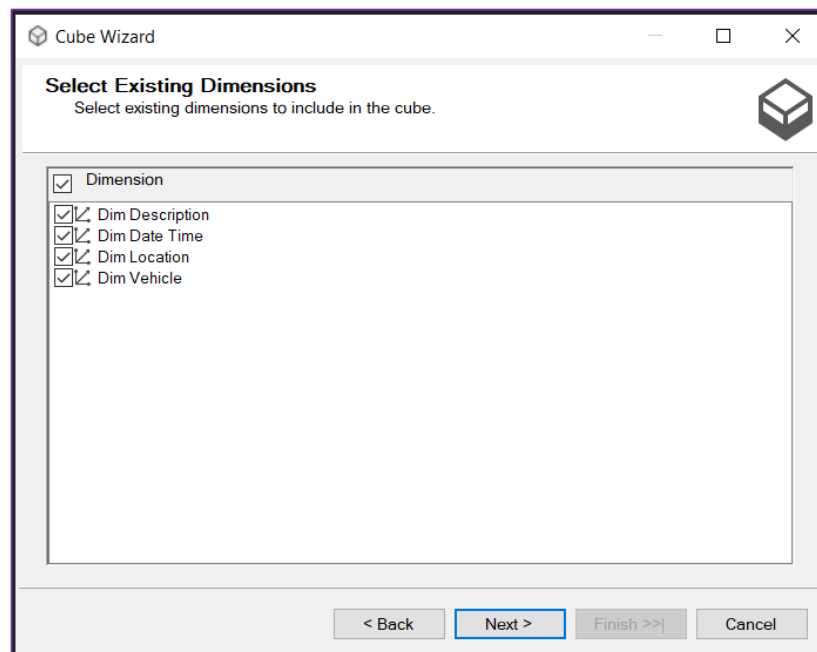 Cube Wizard
Select Existing Dimensions
Select existing dimensions to include in the cube.
Dimension
Dim Description
Dim Date Time
Dim Location
Dim Vehicle
< Back Next > Finish >>| Cancel